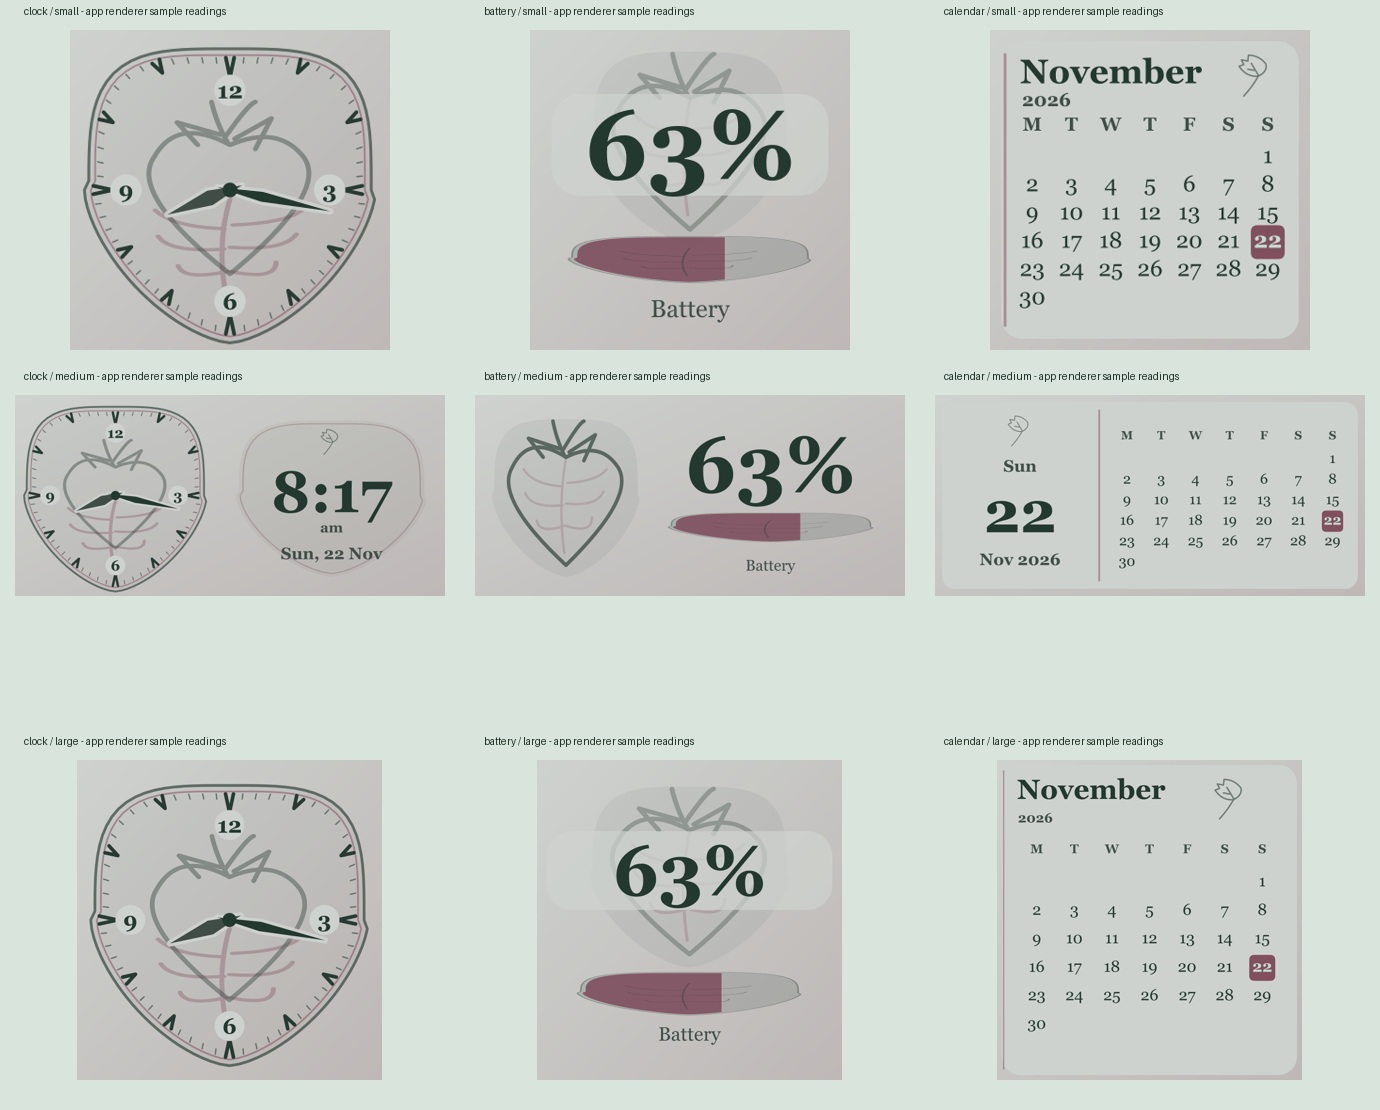 clock / small - app renderer sample readings
12
9
3
6
battery / small - app renderer sample readings
63%
Battery
calendar / small - app renderer sample readings
November
2026
M T W T F S S
1
2 3 4 5 6 7 8
9 10 11 12 13 14 15
16 17 18 19 20 21 22
23 24 25 26 27 28 29
30
clock / medium - app renderer sample readings
12
9
3
6
8:17
am
Sun, 22 Nov
battery / medium - app renderer sample readings
63%
Battery
calendar / medium - app renderer sample readings
Sun
22
Nov 2026
M T W T F S S
1
2 3 4 5 6 7 8
9 10 11 12 13 14 15
16 17 18 19 20 21 22
23 24 25 26 27 28 29
30
clock / large - app renderer sample readings
12
9
3
6
battery / large - app renderer sample readings
63%
Battery
calendar / large - app renderer sample readings
November
2026
M T W T F S S
1
2 3 4 5 6 7 8
9 10 11 12 13 14 15
16 17 18 19 20 21 22
23 24 25 26 27 28 29
30